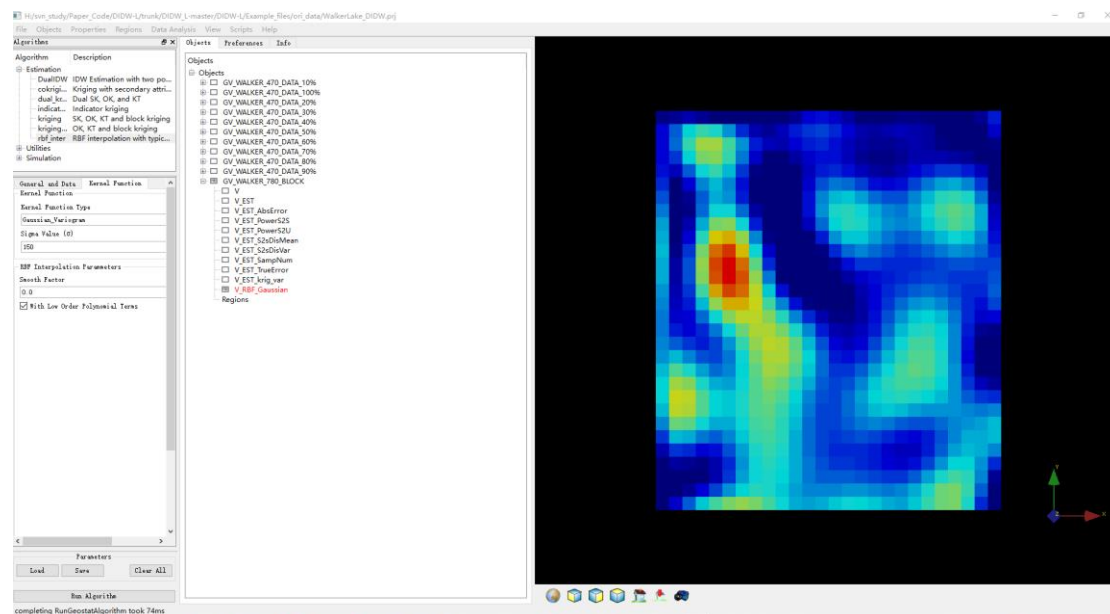 H:/svn_study/Paper_Code/DIDW-L/trunk/DIDW_L-master/DIDW-L/Example_files/ori_data/WalkerLake_DIDW.prj
File Objects Properties Regions Data Analysis View Scripts Help
Algorithms
Algorithm Description
Estimation
DualIDW IDW Estimation with two po...
cokrigi... Kriging with secondary attri...
dual_kr... Dual SK, OK, and KT
indicat... Indicator kriging
kriging SK, OK, KT and block kriging
kriging... OK, KT and block kriging
rbf_inter RBF interpolation with typic...
Utilities
Simulation
General and Data Kernel Function
Kernel Function
Kernel Function Type
Gaussian_Variogram
Sigma Value (σ)
150
RBF Interpolation Parameters
Smooth Factor
0.0
With Low Order Polynomial Terms
Parameters
Load Save Clear All
Run Algorithm
completing RunGeostatAlgorithm took 74ms
Objects Preferences Info
Objects
Objects
GV_WALKER_470_DATA_10%
GV_WALKER_470_DATA_100%
GV_WALKER_470_DATA_20%
GV_WALKER_470_DATA_30%
GV_WALKER_470_DATA_40%
GV_WALKER_470_DATA_50%
GV_WALKER_470_DATA_60%
GV_WALKER_470_DATA_70%
GV_WALKER_470_DATA_80%
GV_WALKER_470_DATA_90%
GV_WALKER_780_BLOCK
V
V_EST
V_EST_AbsError
V_EST_PowerS2S
V_EST_PowerS2U
V_EST_S2sDisMean
V_EST_S2sDisVar
V_EST_SampNum
V_EST_TrueError
V_EST_krig_var
V_RBF_Gaussian
Regions
Y
Z
X